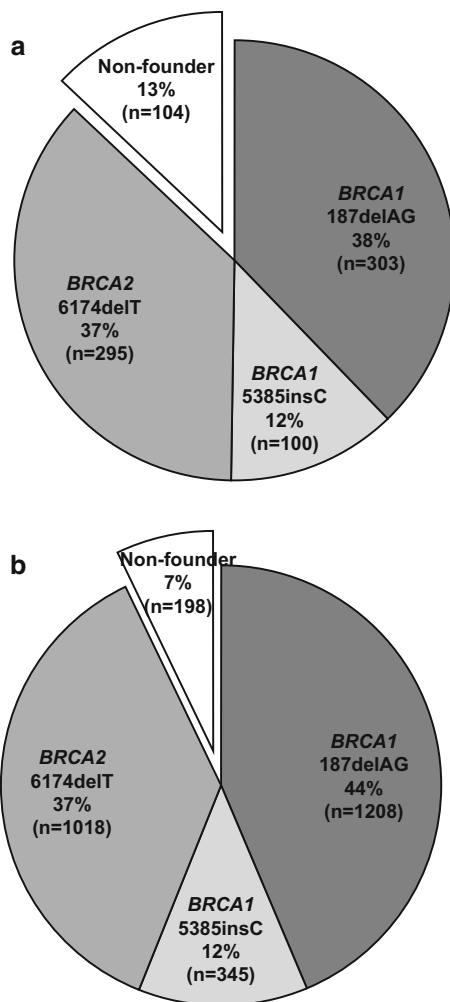 a
Non-founder
13%
(n=104)
BRCA1
187delAG
38%
(n=303)
BRCA2
6174delT
37%
(n=295)
BRCA1
5385insC
12%
(n=100)
b
Non-founder
7%
(n=198)
BRCA1
187delAG
44%
(n=1208)
BRCA2
6174delT
37%
(n=1018)
BRCA1
5385insC
12%
(n=345)